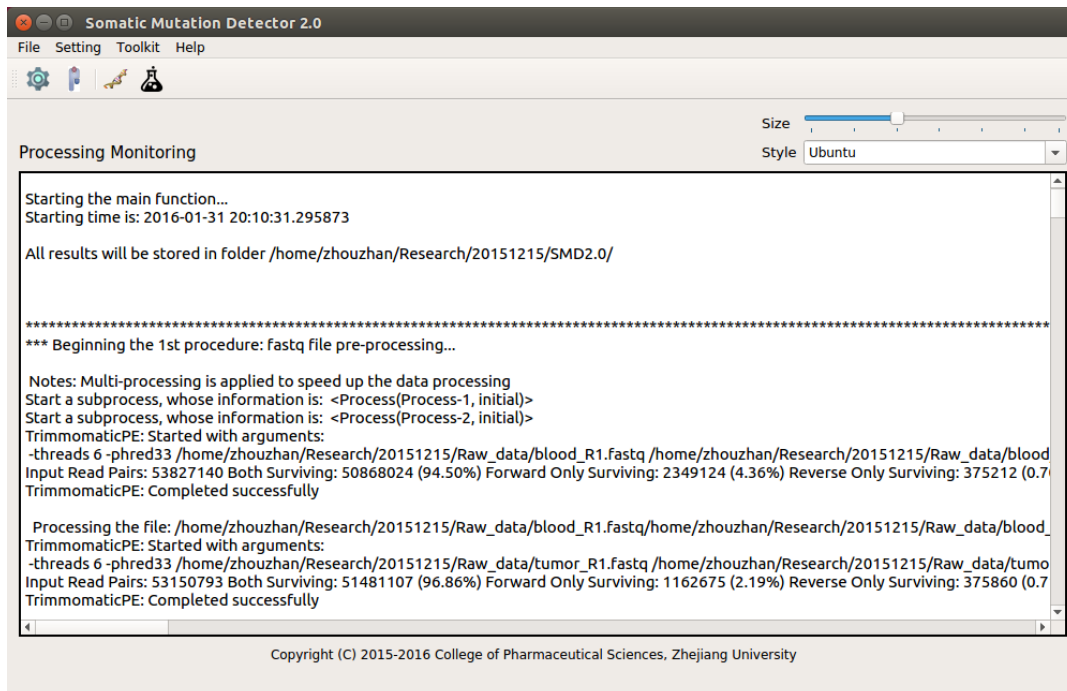 Somatic Mutation Detector 2.0
File Setting Toolkit Help
Size
Processing Monitoring
Style Ubuntu
Starting the main function...
Starting time is: 2016-01-31 20:10:31.295873
All results will be stored in folder /home/zhouzhan/Research/20151215/SMD2.0/
**************************************************************************************************************************************
*** Beginning the 1st procedure: fastq file pre-processing...
Notes: Multi-processing is applied to speed up the data processing
Start a subprocess, whose information is: <Process(Process-1, initial)>
Start a subprocess, whose information is: <Process(Process-2, initial)>
TrimmomaticPE: Started with arguments:
-threads 6 -phred33 /home/zhouzhan/Research/20151215/Raw_data/blood_R1.fastq /home/zhouzhan/Research/20151215/Raw_data/blood
Input Read Pairs: 53827140 Both Surviving: 50868024 (94.50%) Forward Only Surviving: 2349124 (4.36%) Reverse Only Surviving: 375212 (0.7
TrimmomaticPE: Completed successfully
Processing the file: /home/zhouzhan/Research/20151215/Raw_data/blood_R1.fastq/home/zhouzhan/Research/20151215/Raw_data/blood_
TrimmomaticPE: Started with arguments:
-threads 6 -phred33 /home/zhouzhan/Research/20151215/Raw_data/tumor_R1.fastq /home/zhouzhan/Research/20151215/Raw_data/tumo
Input Read Pairs: 53150793 Both Surviving: 51481107 (96.86%) Forward Only Surviving: 1162675 (2.19%) Reverse Only Surviving: 375860 (0.7
TrimmomaticPE: Completed successfully
Copyright (C) 2015-2016 College of Pharmaceutical Sciences, Zhejiang University